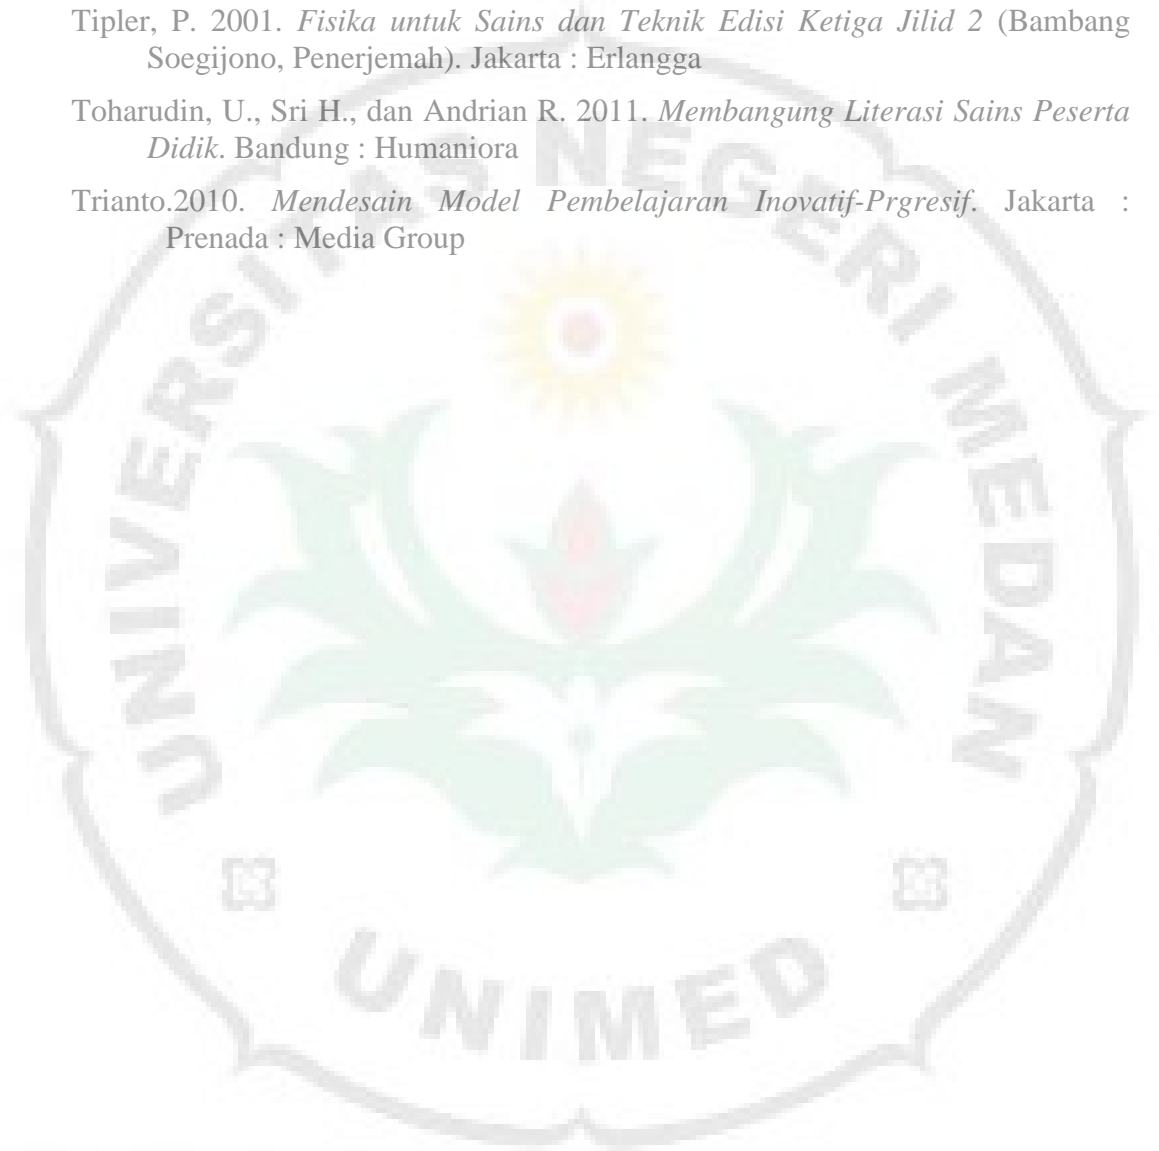 Tipler, P. 2001. Fisika untuk Sains dan Teknik Edisi Ketiga Jilid 2 (Bambang
Soegijono, Penerjemah). Jakarta : Erlangga
Toharudin, U., Sri H., dan Andrian R. 2011. Membangung Literasi Sains Peserta
Didik. Bandung : Humaniora
Trianto.2010. Mendesain Model Pembelajaran Inovatif-Prgresif. Jakarta :
Prenada : Media Group
UNIVERSITAS NEGERI MEDAN
UNIMED